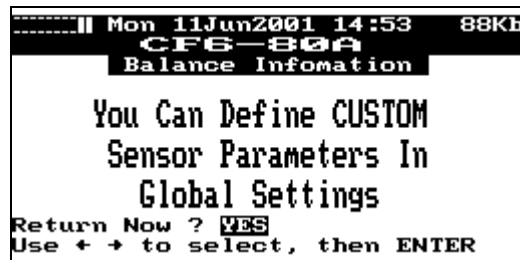 Mon 11Jun2001 14:53 88Kb
CF6-80A
Balance Infomation
You Can Define CUSTOM
Sensor Parameters In
Global Settings
Return Now ? YES
Use ← → to select, then ENTER